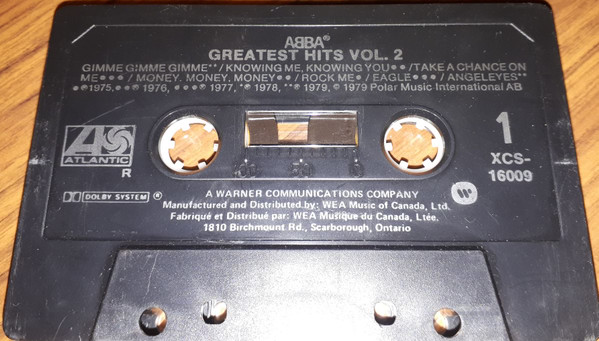 ABBA®
GREATEST HITS VOL. 2
GIMME GIMME GIMME** / KNOWING ME, KNOWING YOU●● / TAKE A CHANCE ON
ME●●● / MONEY, MONEY, MONEY●● / ROCK ME● / EAGLE●●● / ANGELEYES**
●℗1975, ●●℗ 1976, ●●●℗ 1977, *℗ 1978, **℗ 1979, © 1979 Polar Music International AB
ATLANTIC
R
1
XCS-
16009
100 50 0
DOLBY SYSTEM ®
A WARNER COMMUNICATIONS COMPANY
Manufactured and Distributed by: WEA Music of Canada, Ltd.
Fabriqué et Distribué par: WEA Musique du Canada, Ltée.
1810 Birchmount Rd., Scarborough, Ontario